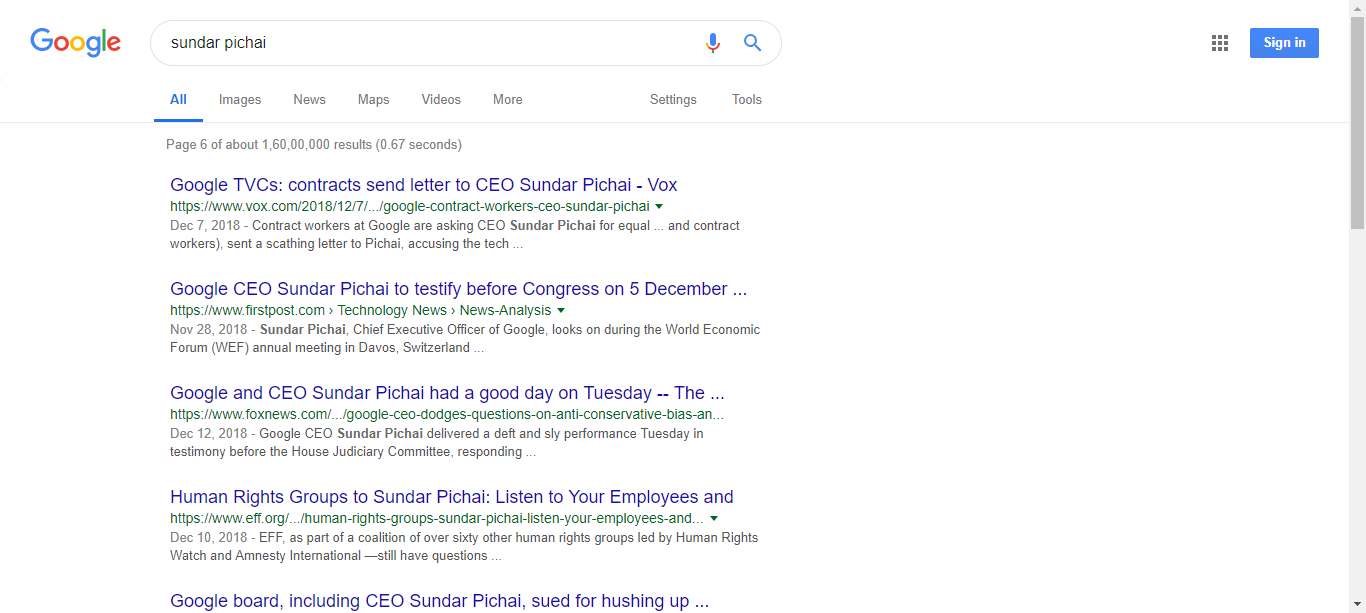 Google
sundar pichai
Sign in
All Images News Maps Videos More Settings Tools
Page 6 of about 1,60,00,000 results (0.67 seconds)
Google TVCs: contracts send letter to CEO Sundar Pichai - Vox
https://www.vox.com/2018/12/7/.../google-contract-workers-ceo-sundar-pichai
Dec 7, 2018 - Contract workers at Google are asking CEO Sundar Pichai for equal ... and contract
workers), sent a scathing letter to Pichai, accusing the tech ...
Google CEO Sundar Pichai to testify before Congress on 5 December ...
https://www.firstpost.com › Technology News › News-Analysis
Nov 28, 2018 - Sundar Pichai, Chief Executive Officer of Google, looks on during the World Economic
Forum (WEF) annual meeting in Davos, Switzerland ...
Google and CEO Sundar Pichai had a good day on Tuesday -- The ...
https://www.foxnews.com/.../google-ceo-dodges-questions-on-anti-conservative-bias-an...
Dec 12, 2018 - Google CEO Sundar Pichai delivered a deft and sly performance Tuesday in
testimony before the House Judiciary Committee, responding ...
Human Rights Groups to Sundar Pichai: Listen to Your Employees and
https://www.eff.org/.../human-rights-groups-sundar-pichai-listen-your-employees-and...
Dec 10, 2018 - EFF, as part of a coalition of over sixty other human rights groups led by Human Rights
Watch and Amnesty International —still have questions ...
Google board, including CEO Sundar Pichai, sued for hushing up ...